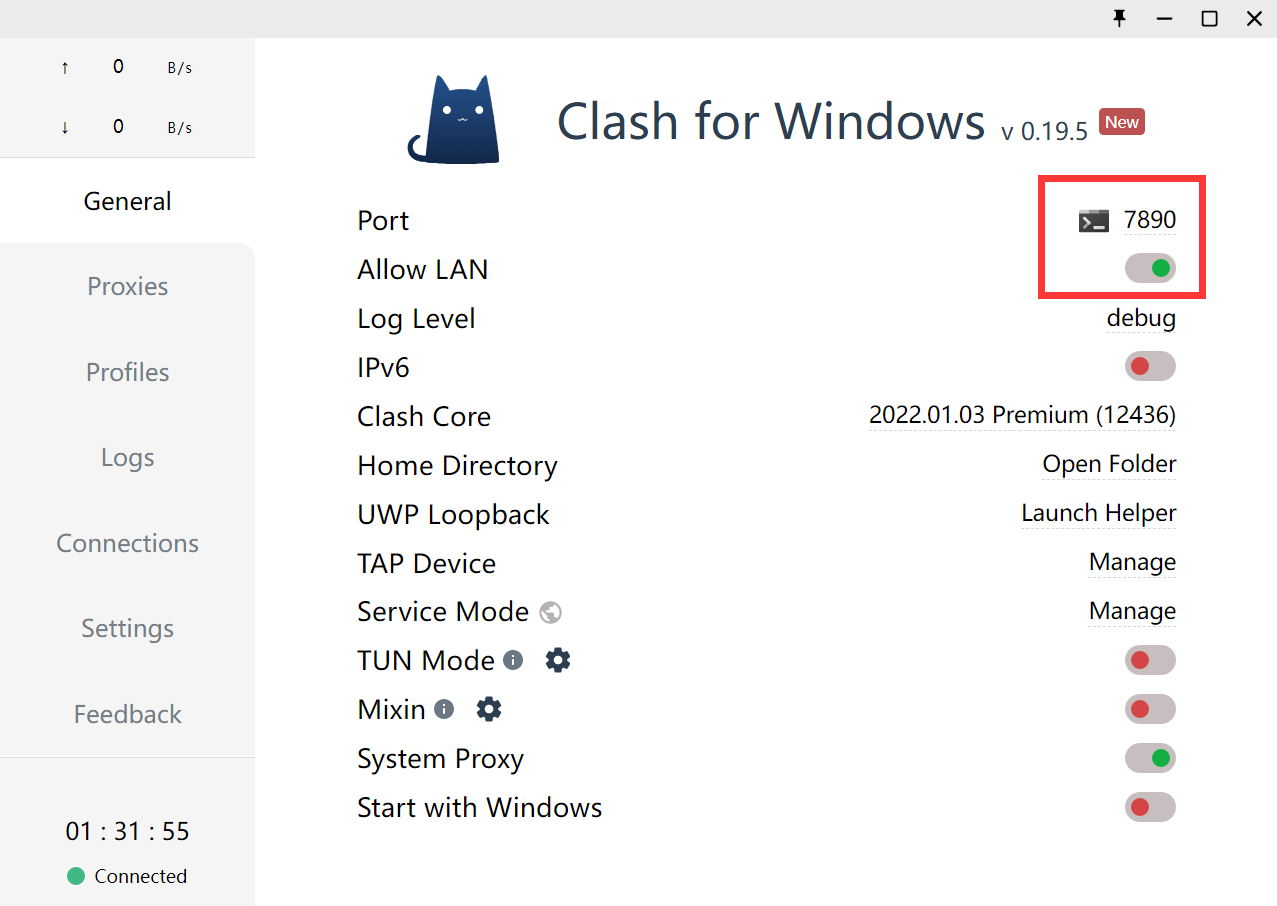 ↑ 0 B/s
↓ 0 B/s
General
Proxies
Profiles
Logs
Connections
Settings
Feedback
01 : 31 : 55
Connected
Clash for Windows v 0.19.5 New
Port 7890
Allow LAN
Log Level debug
IPv6
Clash Core 2022.01.03 Premium (12436)
Home Directory Open Folder
UWP Loopback Launch Helper
TAP Device Manage
Service Mode Manage
TUN Mode
Mixin
System Proxy
Start with Windows